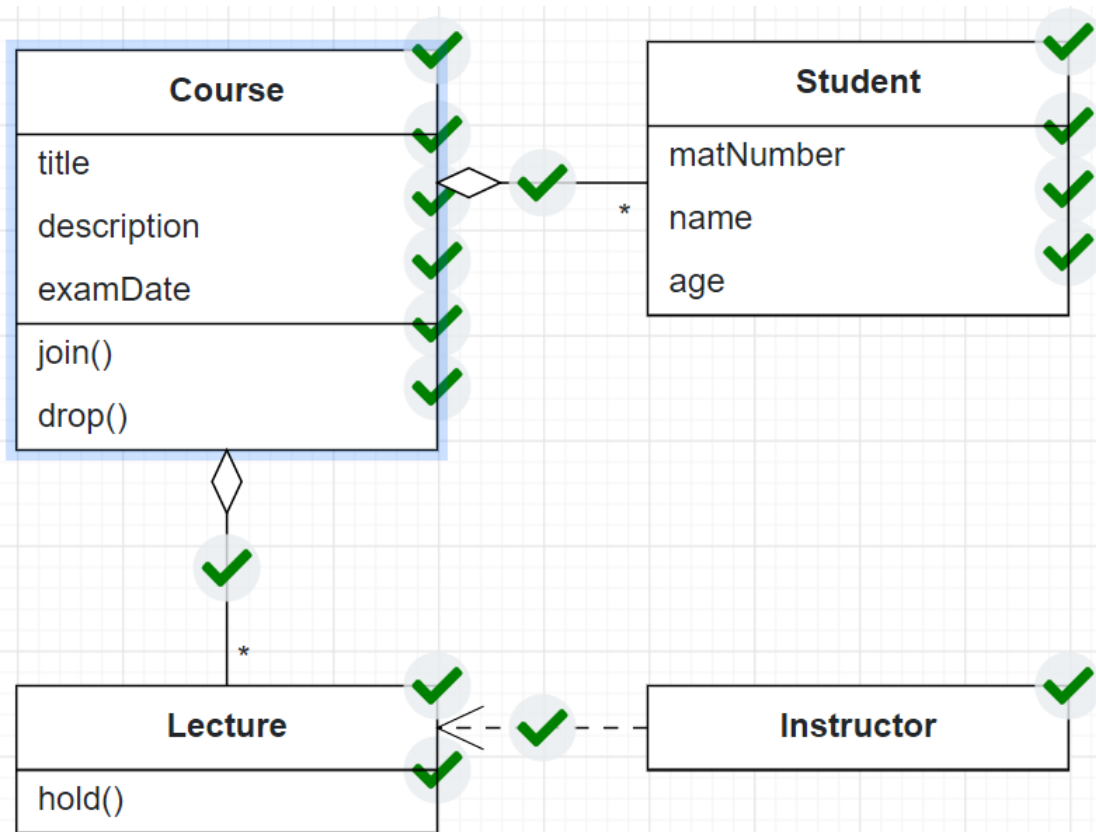 Course
title
description
examDate
join()
drop()
Student
matNumber
name
age
*
*
Lecture
hold()
Instructor